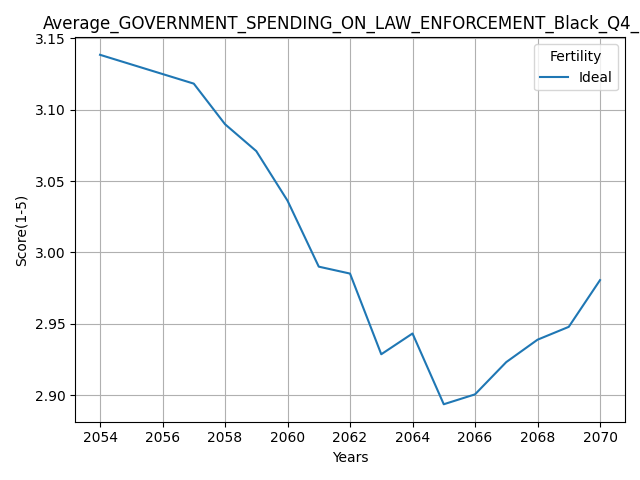 Average_GOVERNMENT_SPENDING_ON_LAW_ENFORCEMENT_Black_Q4_
Fertility
Ideal
Score(1-5)
3.15
3.10
3.05
3.00
2.95
2.90
2054 2056 2058 2060 2062 2064 2066 2068 2070
Years